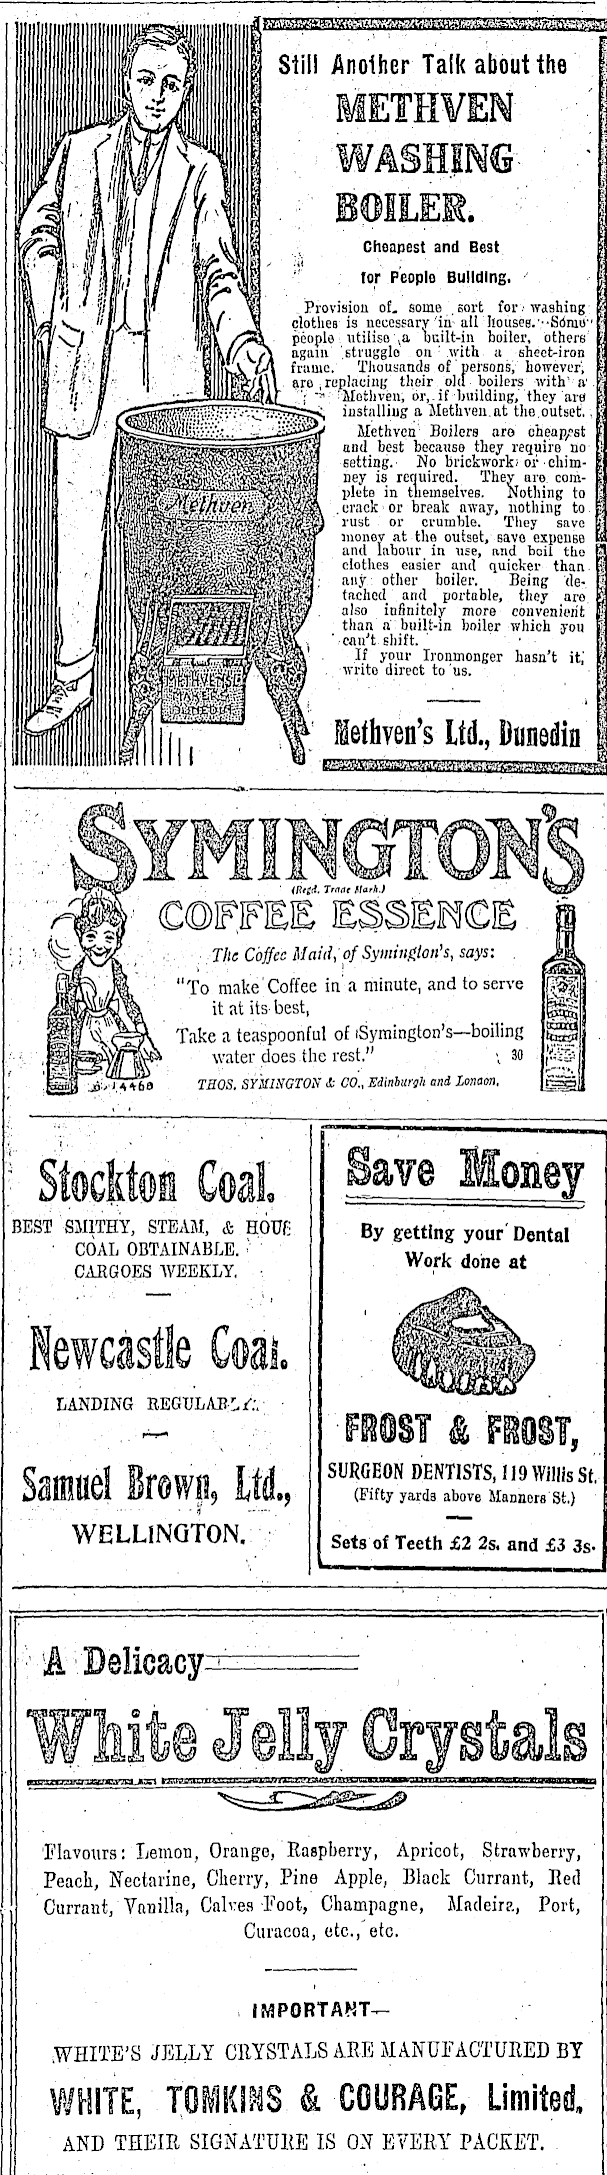 Still Another Talk about the
METHVEN
WASHING
BOILER.
Cheapest and Best
for People Building.
Provision of some sort for washing
clothes is necessary in all houses. Some
people utilise a built-in boiler, others
again struggle on with a sheet-iron
frame. Thousands of persons, however,
are replacing their old boilers with a
Methven, or, if building, they are
installing a Methven at the outset.
Methven Boilers are cheapest
and best because they require no
setting. No brickwork or chim-
ney is required. They are com-
plete in themselves. Nothing to
crack or break away, nothing to
rust or crumble. They save
money at the outset, save expense
and labour in use, and boil the
clothes easier and quicker than
any other boiler. Being de-
tached and portable, they are
also infinitely more convenient
than a built-in boiler which you
can't shift.
If your Ironmonger hasn't it,
write direct to us.
Methven's Ltd., Dunedin
Methven
DUNEDIN
SYMINGTON'S
(Regd. Trade Mark.)
COFFEE ESSENCE
The Coffee Maid, of Symington's, says:
"To make Coffee in a minute, and to serve
it at its best,
Take a teaspoonful of Symington's—boiling
water does the rest." 30
THOS. SYMINGTON & CO., Edinburgh and London.
Stockton Coal.
BEST SMITHY, STEAM, & HOUS
COAL OBTAINABLE.
CARGOES WEEKLY.
Newcastle Coal.
LANDING REGULARLY.
Samuel Brown, Ltd.,
WELLINGTON.
Save Money
By getting your Dental
Work done at
FROST & FROST,
SURGEON DENTISTS, 119 Willis St.
(Fifty yards above Manners St.)
Sets of Teeth £2 2s. and £3 3s.
A Delicacy
White Jelly Crystals
Flavours: Lemon, Orange, Raspberry, Apricot, Strawberry,
Peach, Nectarine, Cherry, Pine Apple, Black Currant, Red
Currant, Vanilla, Calves Foot, Champagne, Madeira, Port,
Curacoa, etc., etc.
IMPORTANT—
WHITE'S JELLY CRYSTALS ARE MANUFACTURED BY
WHITE, TOMKINS & COURAGE, Limited,
AND THEIR SIGNATURE IS ON EVERY PACKET.